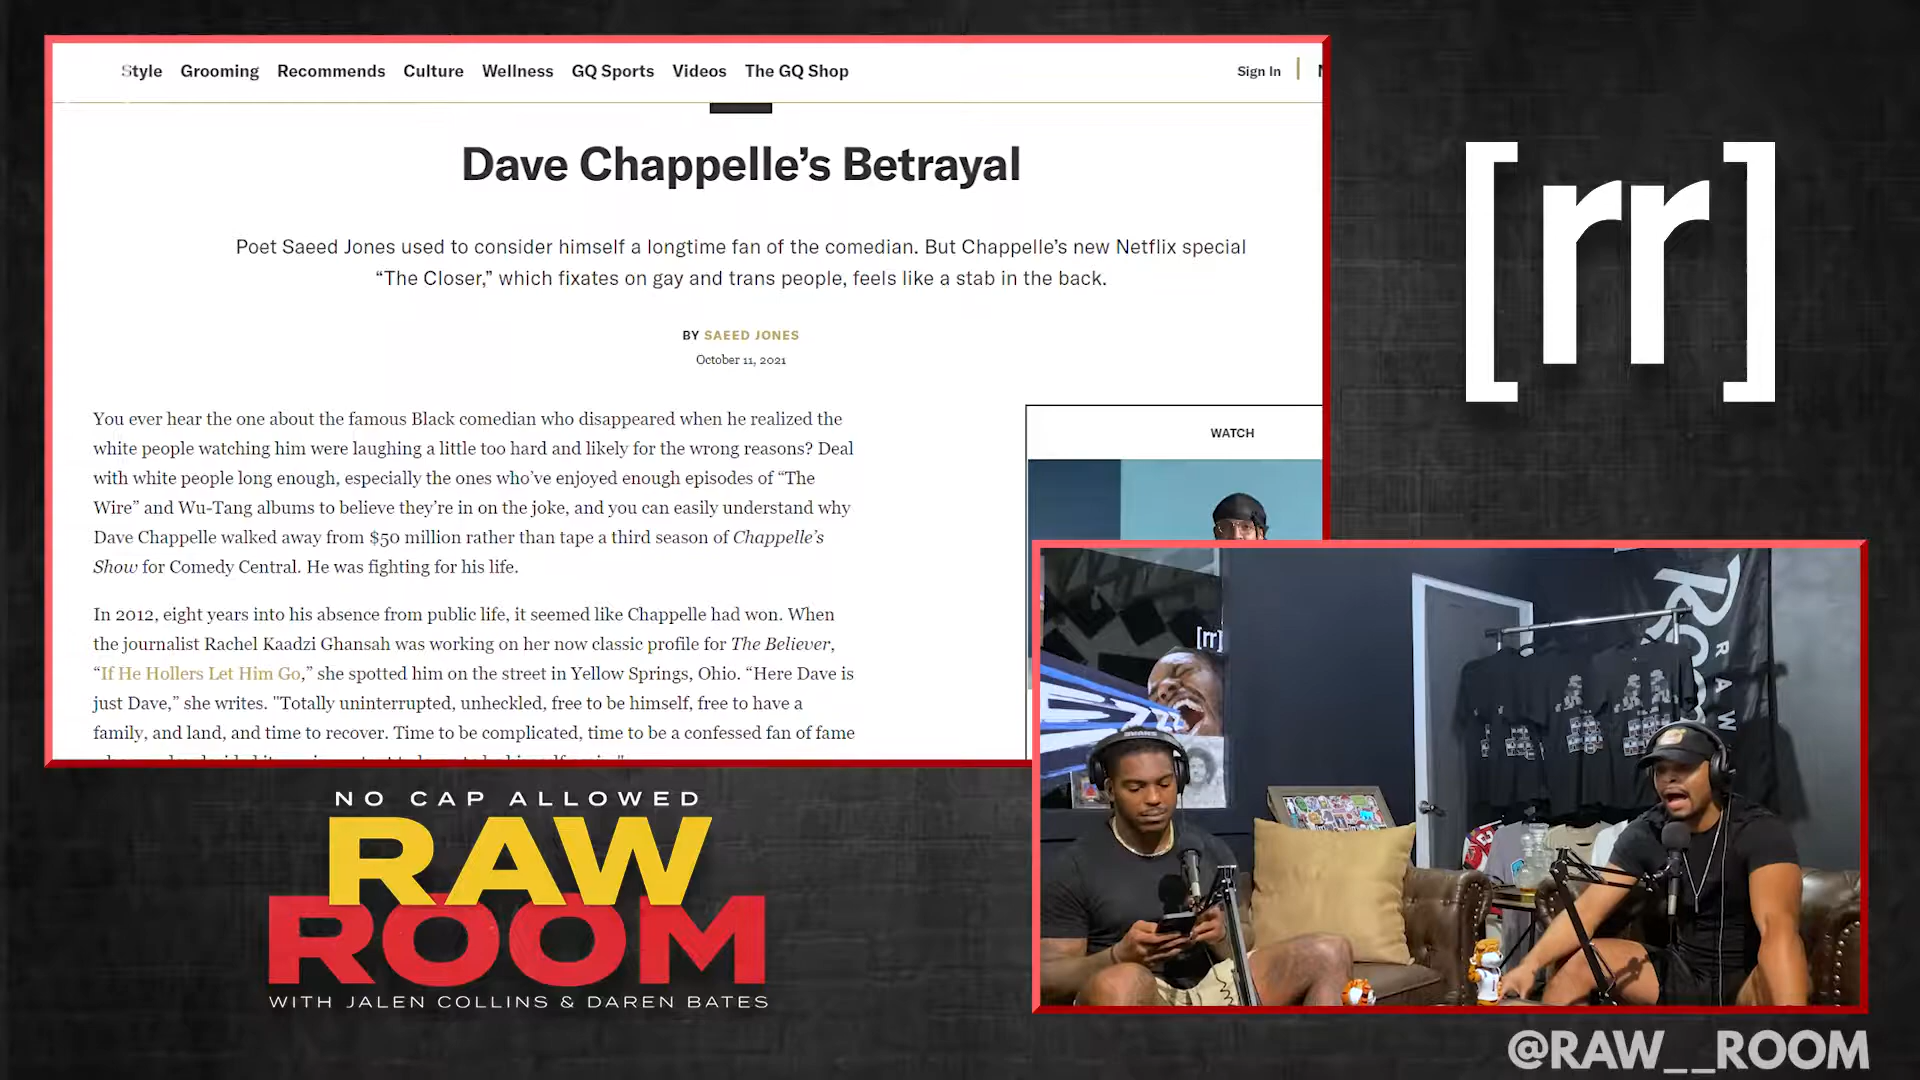 Style Grooming Recommends Culture Wellness GQ Sports Videos The GQ Shop Sign In
Dave Chappelle’s Betrayal
Poet Saeed Jones used to consider himself a longtime fan of the comedian. But Chappelle’s new Netflix special
“The Closer,” which fixates on gay and trans people, feels like a stab in the back.
BY SAEED JONES
October 11, 2021
You ever hear the one about the famous Black comedian who disappeared when he realized the
white people watching him were laughing a little too hard and likely for the wrong reasons? Deal
with white people long enough, especially the ones who’ve enjoyed enough episodes of “The
Wire” and Wu-Tang albums to believe they’re in on the joke, and you can easily understand why
Dave Chappelle walked away from $50 million rather than tape a third season of Chappelle’s
Show for Comedy Central. He was fighting for his life.
In 2012, eight years into his absence from public life, it seemed like Chappelle had won. When
the journalist Rachel Kaadzi Ghansah was working on her now classic profile for The Believer,
“If He Hollers Let Him Go,” she spotted him on the street in Yellow Springs, Ohio. “Here Dave is
just Dave,” she writes. "Totally uninterrupted, unheckled, free to be himself, free to have a
family, and land, and time to recover. Time to be complicated, time to be a confessed fan of fame
WATCH
[rr]
[rr]
RAW
ROOM
NO CAP ALLOWED
RAW
ROOM
WITH JALEN COLLINS & DAREN BATES
@RAW__ROOM